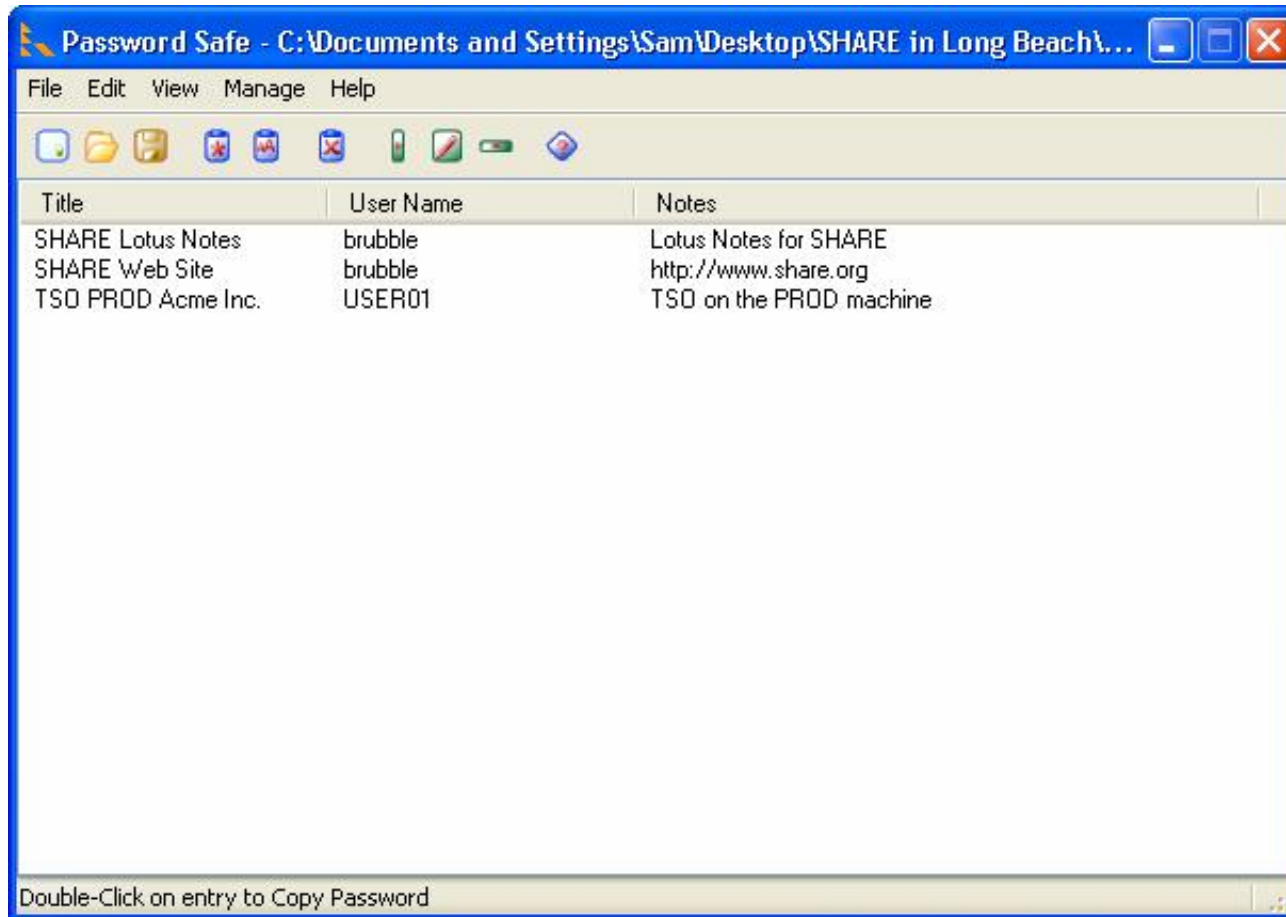 Password Safe - C:\Documents and Settings\Sam\Desktop\SHARE in Long Beach\...
File Edit View Manage Help
Title User Name Notes
SHARE Lotus Notes brubble Lotus Notes for SHARE
SHARE Web Site brubble http://www.share.org
TSO PROD Acme Inc. USER01 TSO on the PROD machine
Double-Click on entry to Copy Password